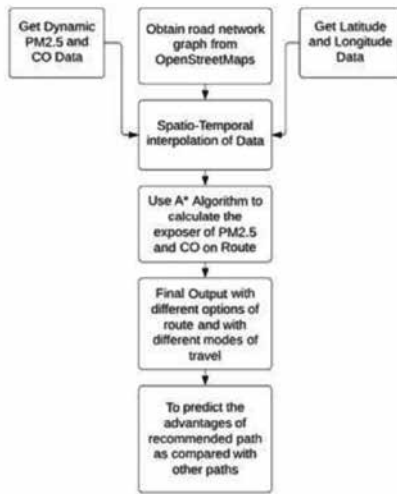 Get Dynamic
PM2.5 and
CO Data
Obtain road network
graph from
OpenStreetMaps
Get Latitude
and Longitude
Data
Spatio-Temporal
interpolation of Data
Use A* Algorithm to
calculate the
exposer of PM2.5
and CO on Route
Final Output with
different options of
route and with
different modes of
travel
To predict the
advantages of
recommended path
as compared with
other paths